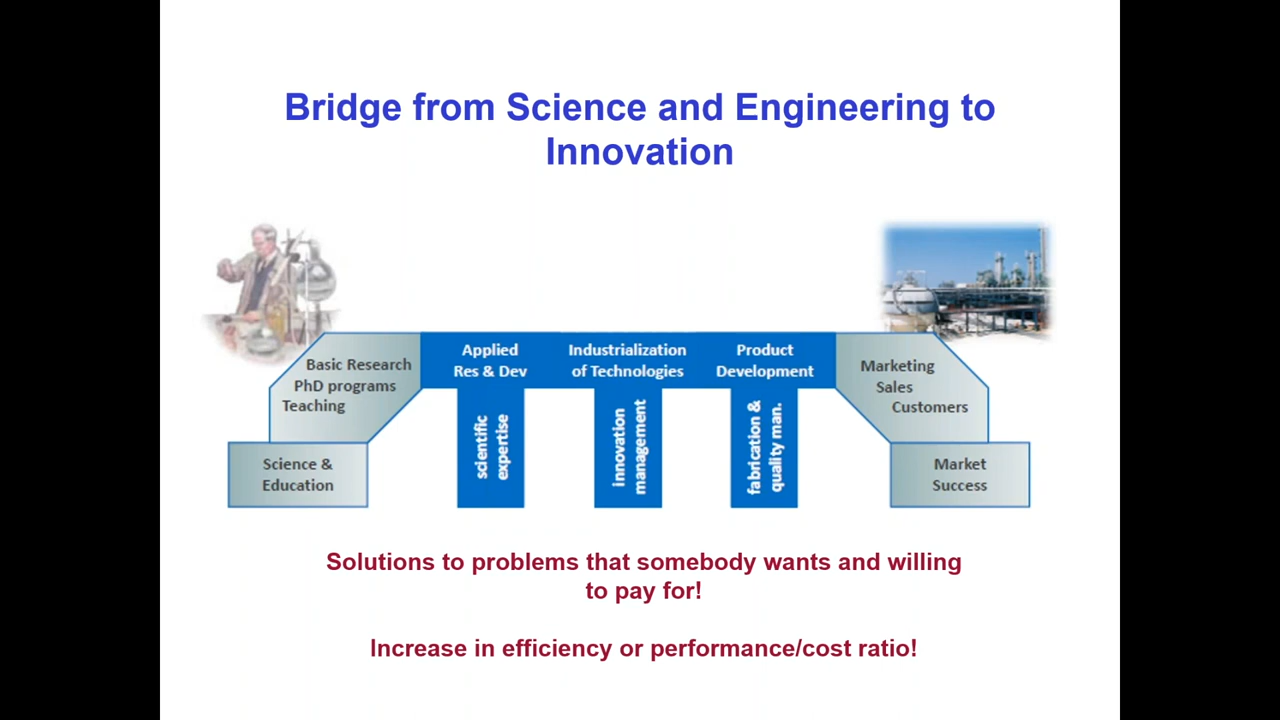 Bridge from Science and Engineering to
Innovation
Basic Research
PhD programs
Teaching
Science &
Education
Applied
Res & Dev
scientific
expertise
Industrialization
of Technologies
innovation
management
Product
Development
fabrication &
quality man.
Marketing
Sales
Customers
Market
Success
Solutions to problems that somebody wants and willing
to pay for!
Increase in efficiency or performance/cost ratio!